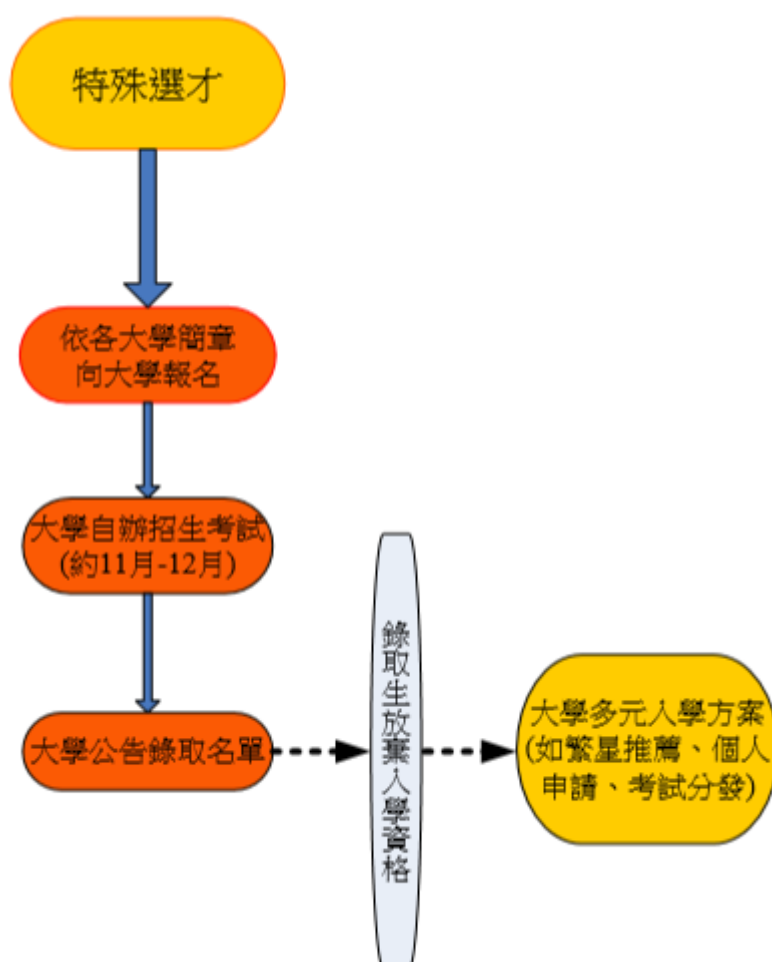 特殊選才
依各大學簡章
向大學報名
大學自辦招生考試
(約11月-12月)
大學公告錄取名單
錄取生放棄入學資格
大學多元入學方案
(如繁星推薦、個人
申請、考試分發)